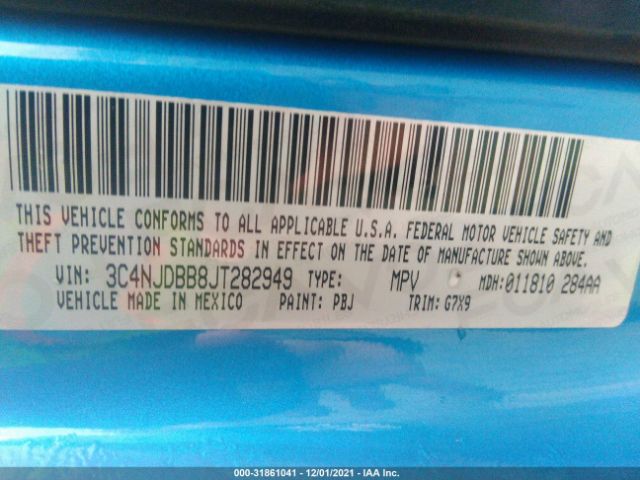 THIS VEHICLE CONFORMS TO ALL APPLICABLE U.S.A. FEDERAL MOTOR VEHICLE SAFETY AND
THEFT PREVENTION STANDARDS IN EFFECT ON THE DATE OF MANUFACTURE SHOWN ABOVE.
VIN: 3C4NJDBB8JT282949 TYPE: MPV MDH:011810 284AA
VEHICLE MADE IN MEXICO PAINT: PBJ TRIM: G7X9
000-31861041 - 12/01/2021 - IAA Inc.